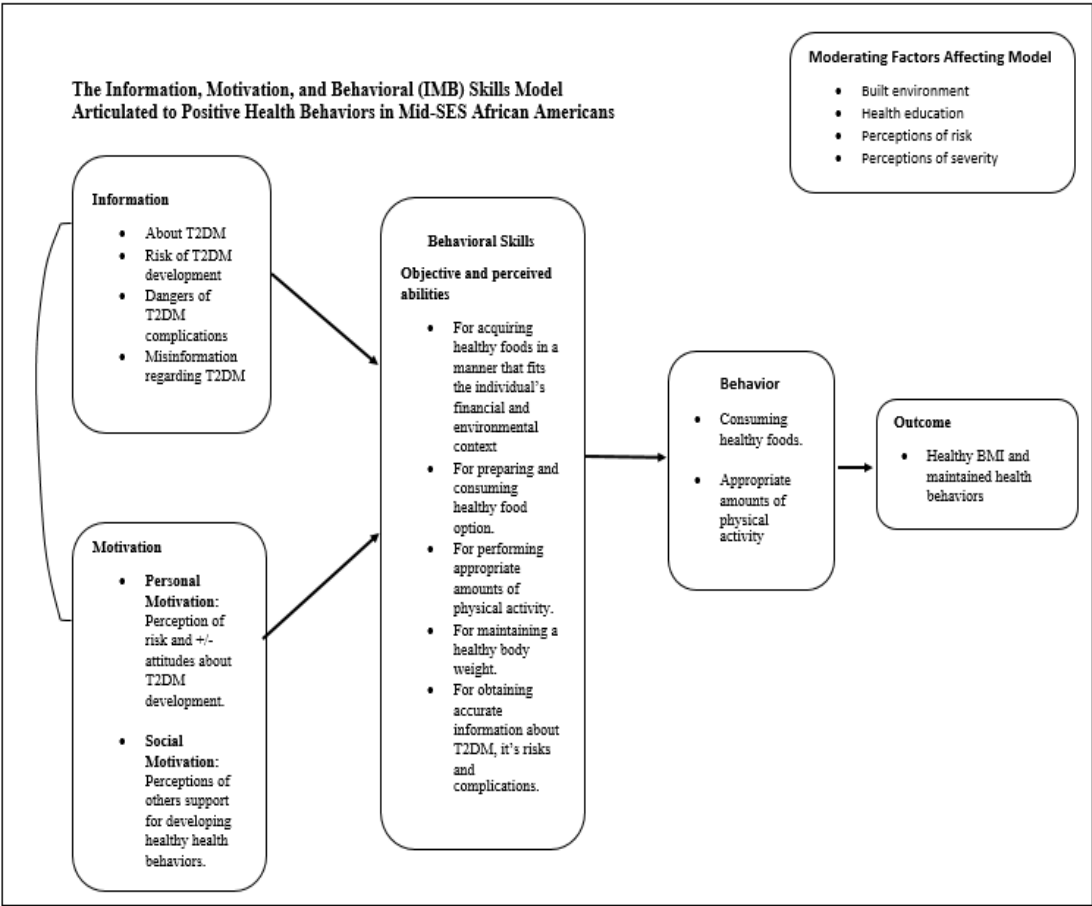 The Information, Motivation, and Behavioral (IMB) Skills Model
Articulated to Positive Health Behaviors in Mid-SES African Americans
Moderating Factors Affecting Model
• Built environment
• Health education
• Perceptions of risk
• Perceptions of severity
Information
• About T2DM
• Risk of T2DM
development
• Dangers of
T2DM
complications
• Misinformation
regarding T2DM
Motivation
• Personal
Motivation:
Perception of
risk and +/-
attitudes about
T2DM
development.
• Social
Motivation:
Perceptions of
others support
for developing
healthy health
behaviors.
Behavioral Skills
Objective and perceived
abilities
• For acquiring
healthy foods in a
manner that fits
the individual's
financial and
environmental
context
• For preparing and
consuming
healthy food
option.
• For performing
appropriate
amounts of
physical activity.
• For maintaining a
healthy body
weight.
• For obtaining
accurate
information about
T2DM, it's risks
and
complications.
Behavior
• Consuming
healthy foods.
• Appropriate
amounts of
physical
activity
Outcome
• Healthy BMI and
maintained health
behaviors